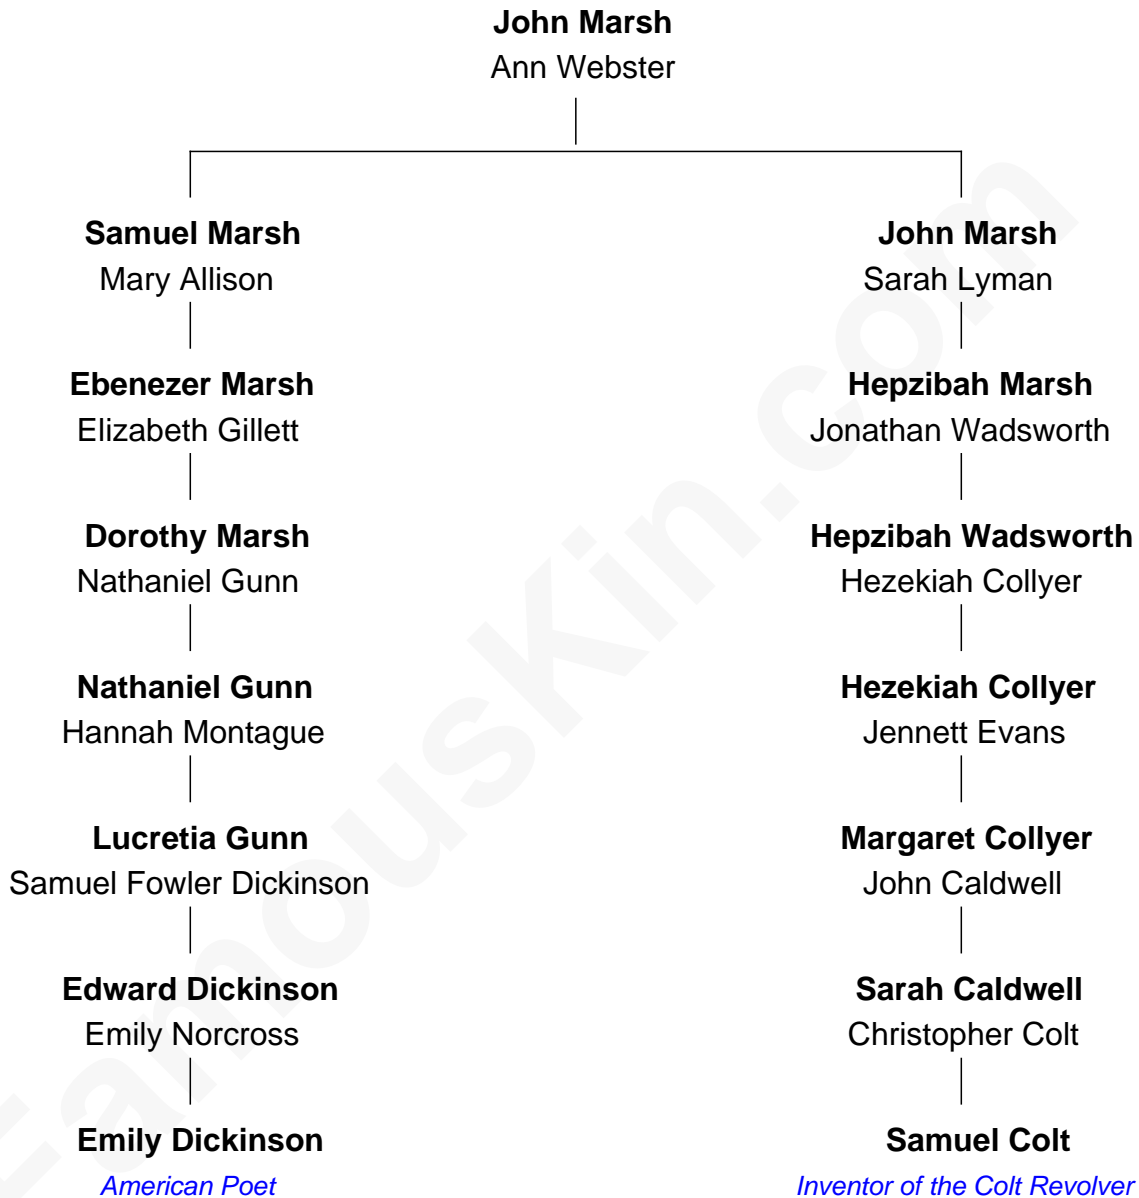 John Marsh
Ann Webster
Samuel Marsh
Mary Allison
John Marsh
Sarah Lyman
Ebenezer Marsh
Elizabeth Gillett
Hepzibah Marsh
Jonathan Wadsworth
Dorothy Marsh
Nathaniel Gunn
Hepzibah Wadsworth
Hezekiah Collyer
Nathaniel Gunn
Hannah Montague
Hezekiah Collyer
Jennett Evans
Lucretia Gunn
Samuel Fowler Dickinson
Margaret Collyer
John Caldwell
Edward Dickinson
Emily Norcross
Sarah Caldwell
Christopher Colt
Emily Dickinson
American Poet
Samuel Colt
Inventor of the Colt Revolver
FamousKin.com